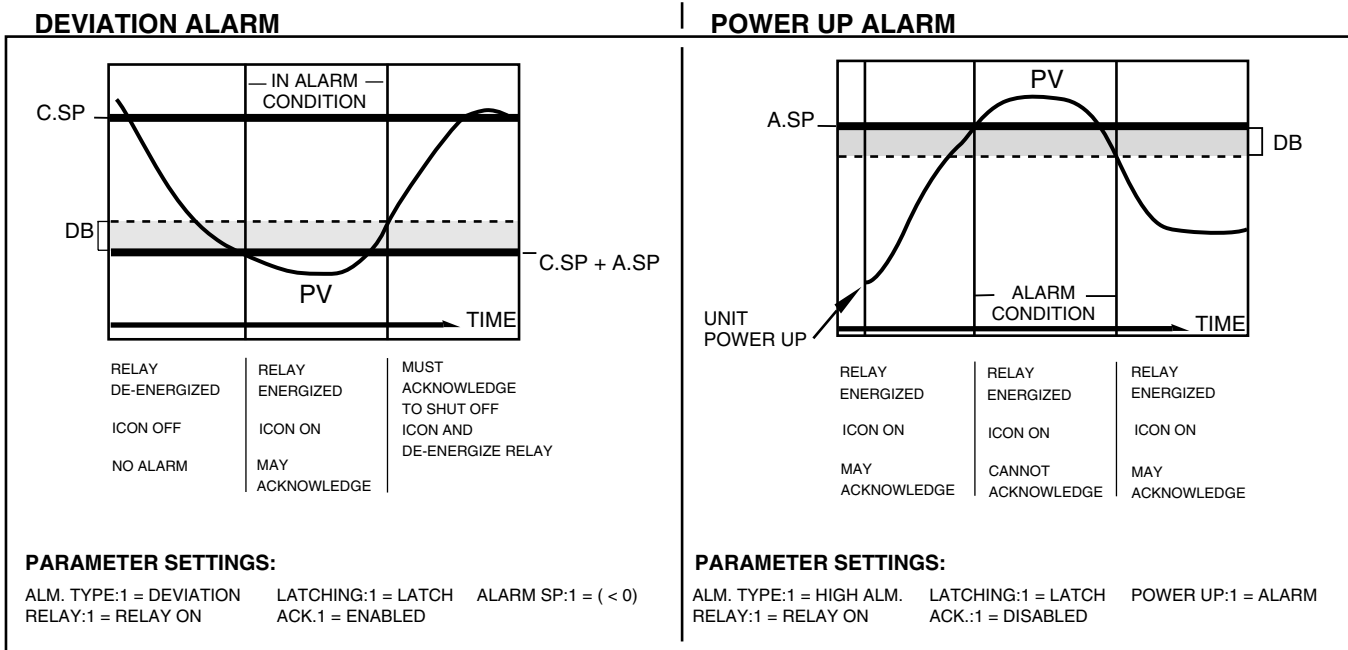 DEVIATION ALARM
C.SP
IN ALARM
CONDITION
DB
C.SP + A.SP
PV
TIME
RELAY
DE-ENERGIZED
ICON OFF
NO ALARM
RELAY
ENERGIZED
ICON ON
MAY
ACKNOWLEDGE
MUST
ACKNOWLEDGE
TO SHUT OFF
ICON AND
DE-ENERGIZE RELAY
PARAMETER SETTINGS:
ALM. TYPE:1 = DEVIATION LATCHING:1 = LATCH ALARM SP:1 = ( < 0)
RELAY:1 = RELAY ON ACK.1 = ENABLED
POWER UP ALARM
PV
A.SP
DB
ALARM
CONDITION
UNIT
POWER UP
TIME
RELAY
ENERGIZED
ICON ON
MAY
ACKNOWLEDGE
RELAY
ENERGIZED
ICON ON
CANNOT
ACKNOWLEDGE
RELAY
ENERGIZED
ICON ON
MAY
ACKNOWLEDGE
PARAMETER SETTINGS:
ALM. TYPE:1 = HIGH ALM. LATCHING:1 = LATCH POWER UP:1 = ALARM
RELAY:1 = RELAY ON ACK.:1 = DISABLED